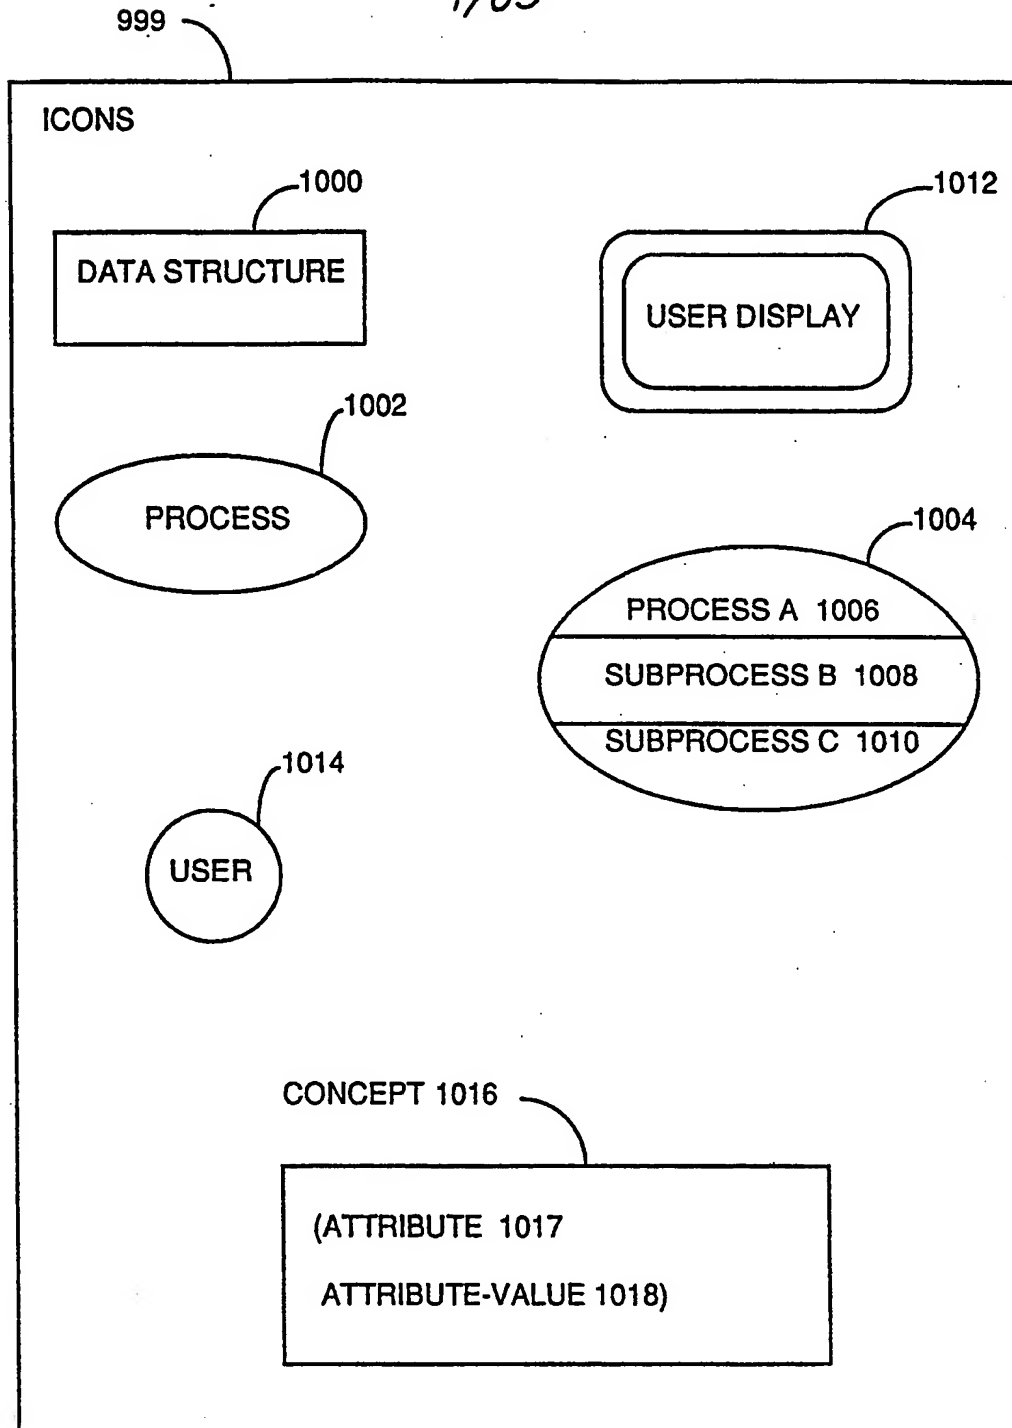 999
ICONS
1000
DATA STRUCTURE
1012
USER DISPLAY
1002
PROCESS
1004
PROCESS A 1006
SUBPROCESS B 1008
SUBPROCESS C 1010
1014
USER
CONCEPT 1016
(ATTRIBUTE 1017
ATTRIBUTE-VALUE 1018)